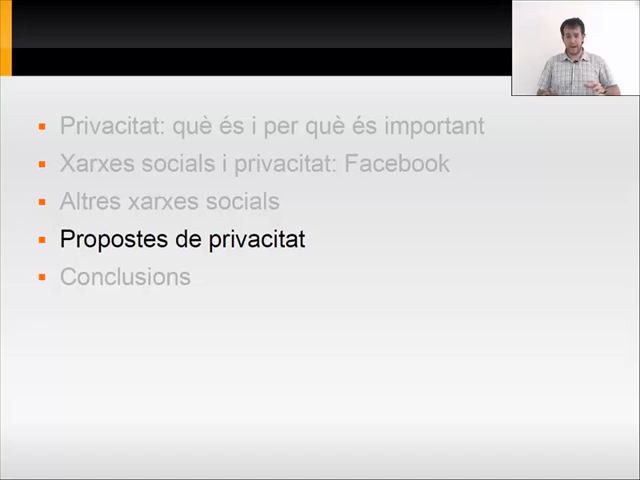 Privacitat: què és i per què és important
Xarxes socials i privacitat: Facebook
Altres xarxes socials
Propostes de privacitat
Conclusions